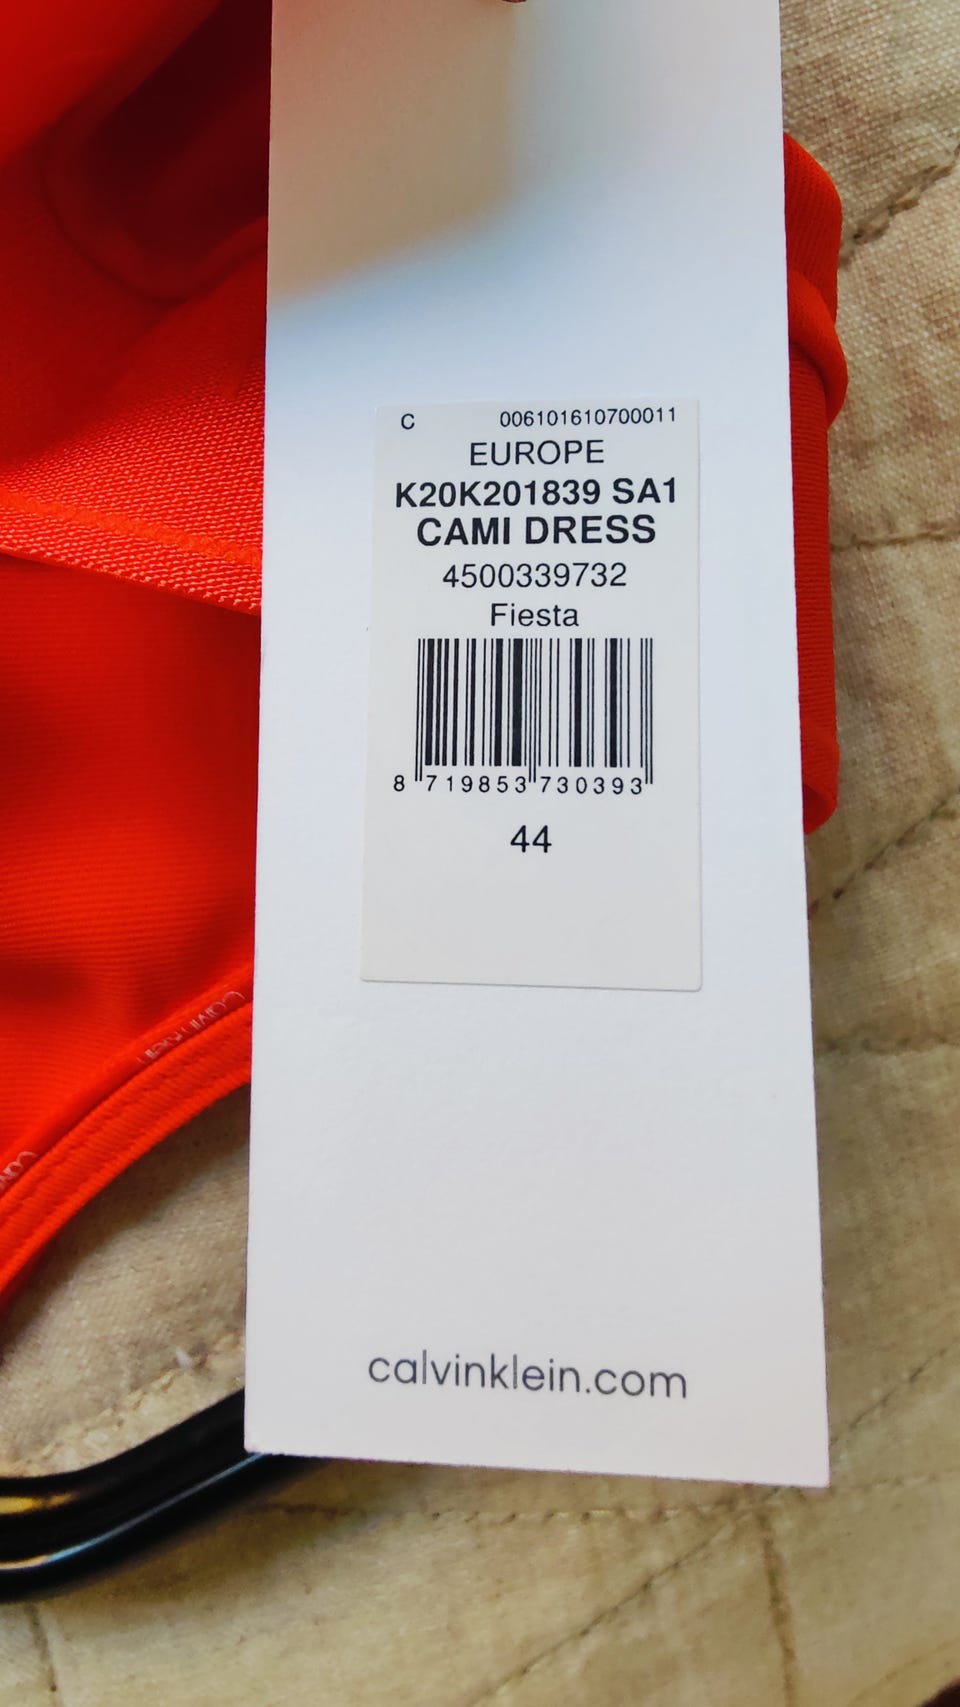 C 006101610700011
EUROPE
K20K201839 SA1
CAMI DRESS
4500339732
Fiesta
8 719853 730393
44
calvinklein.com